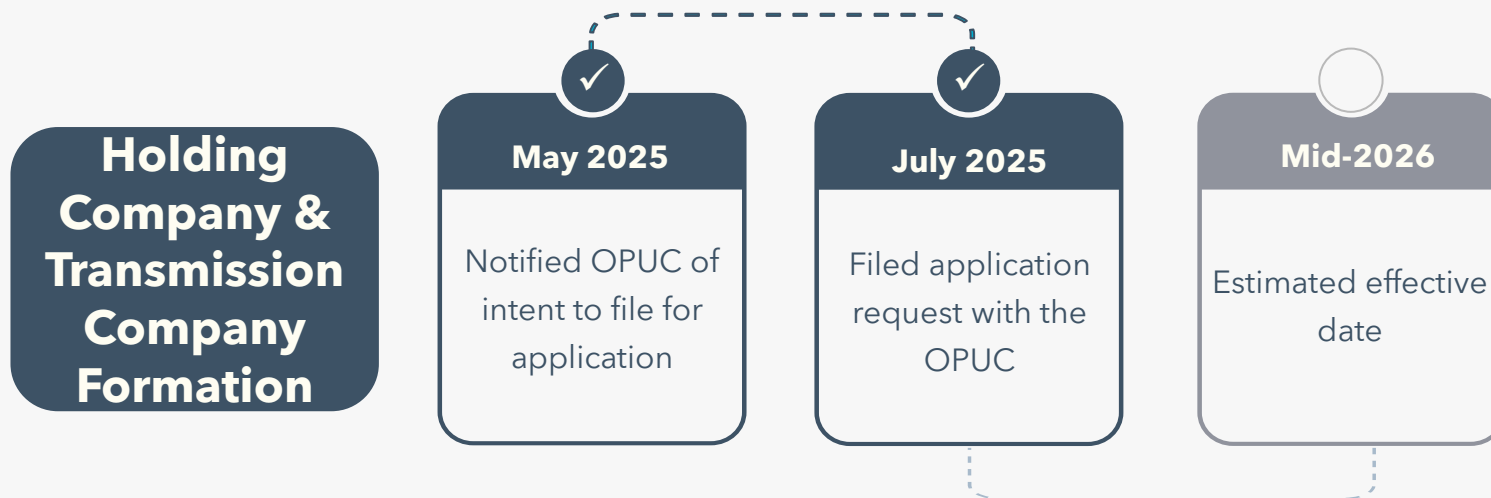 Holding
Company &
Transmission
Company
Formation
May 2025
Notified OPUC of
intent to file for
application
July 2025
Filed application
request with the
OPUC
Mid-2026
Estimated effective
date